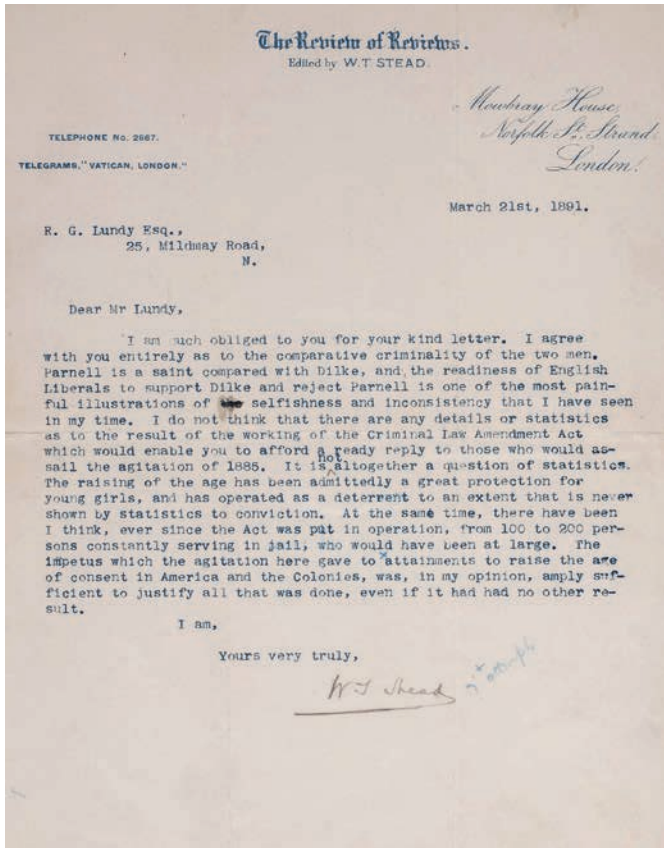 The Review of Reviews.
Edited by W.T. STEAD.
Mowbray House,
Norfolk St. Strand,
London.
TELEPHONE No. 2667.
TELEGRAMS, "VATICAN, LONDON."
March 21st, 1891.
R. G. Lundy Esq.,
25, Mildmay Road,
N.
Dear Mr Lundy,
I am much obliged to you for your kind letter. I agree
with you entirely as to the comparative criminality of the two men.
Parnell is a saint compared with Dilke, and the readiness of English
Liberals to support Dilke and reject Parnell is one of the most pain-
ful illustrations of selfishness and inconsistency that I have seen
in my time. I do not think that there are any details or statistics
as to the result of the working of the Criminal Law Amendment Act
which would enable you to afford a ready reply to those who would as-
sail the agitation of 1885. It is not altogether a question of statistics.
The raising of the age has been admittedly a great protection for
young girls, and has operated as a deterrent to an extent that is never
shown by statistics to conviction. At the same time, there have been
I think, ever since the Act was put in operation, from 100 to 200 per-
sons constantly serving in jail, who would have been at large. The
impetus which the agitation here gave to x attainments to raise the age
of consent in America and the Colonies, was, in my opinion, amply suf-
ficient to justify all that was done, even if it had had no other re-
sult.
I am,
Yours very truly,
W T Stead
x attempts